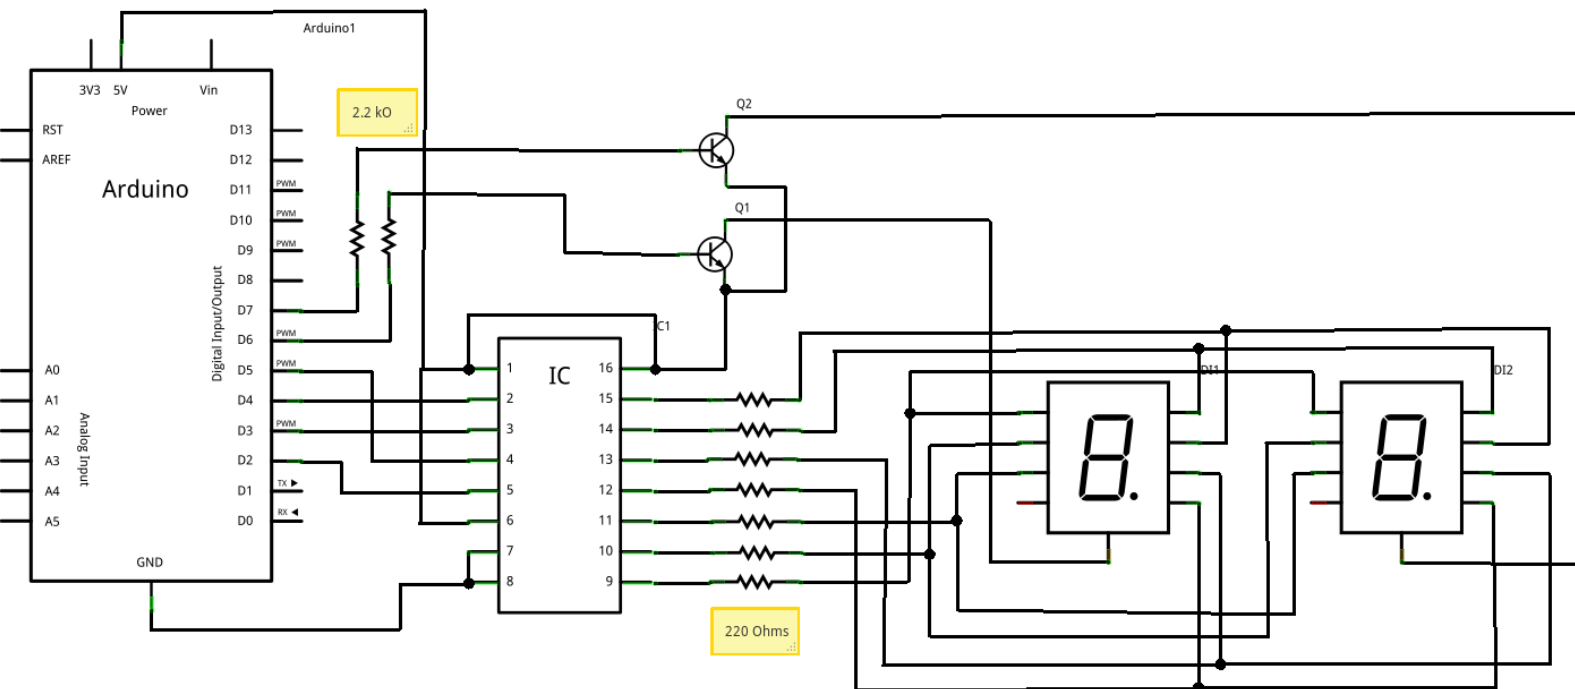 Arduino1
3V3 5V Vin
Power
2.2 kO
Q2
RST D13
AREF D12
Arduino
D11 PWM
D10 PWM
D9 PWM
D8
Digital Input/Output
D7
D6 PWM
A0 D5 PWM
A1 D4
A2 D3 PWM
A3 D2
A4 D1 TX
A5 D0 RX
Analog Input
GND
Q1
C1
IC
1 16
2 15
3 14
4 13
5 12
6 11
7 10
8 9
220 Ohms
DI1
DI2